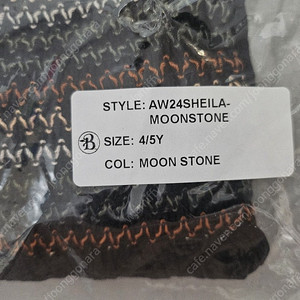 STYLE: AW24SHEILA-
MOONSTONE
B SIZE: 4/5Y
COL: MOON STONE